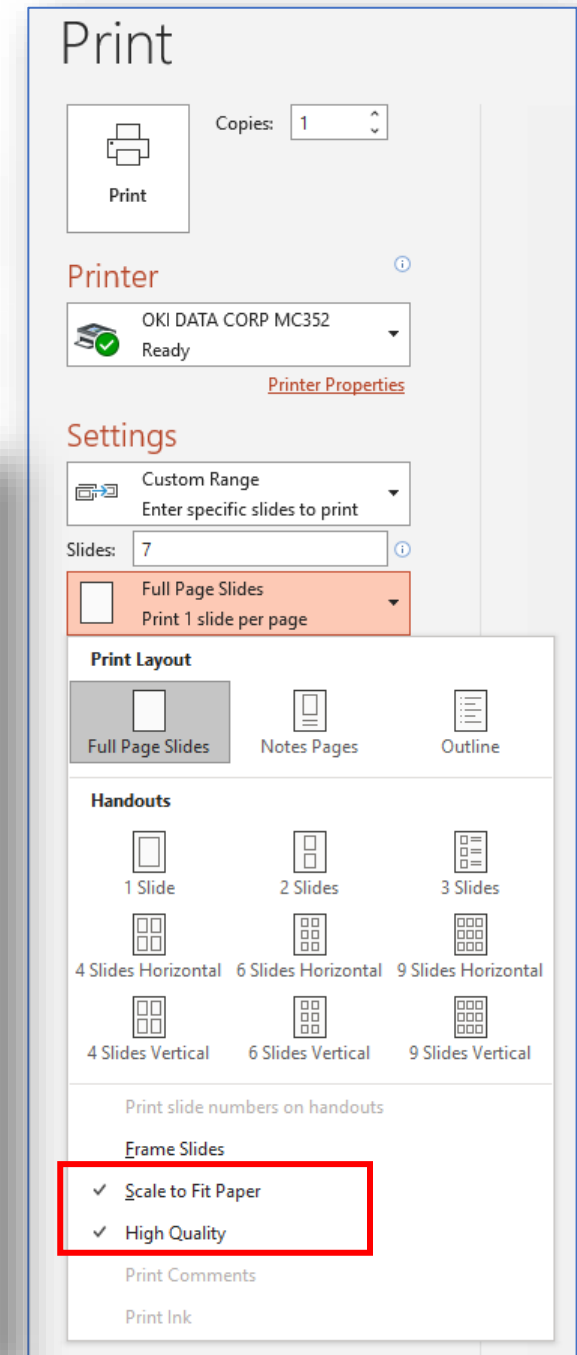 Print
Copies: 1
Print
Printer
OKI DATA CORP MC352
Ready
Printer Properties
Settings
Custom Range
Enter specific slides to print
Slides: 7
Full Page Slides
Print 1 slide per page
Print Layout
Full Page Slides Notes Pages Outline
Handouts
1 Slide 2 Slides 3 Slides
4 Slides Horizontal 6 Slides Horizontal 9 Slides Horizontal
4 Slides Vertical 6 Slides Vertical 9 Slides Vertical
Print slide numbers on handouts
Frame Slides
Scale to Fit Paper
High Quality
Print Comments
Print Ink